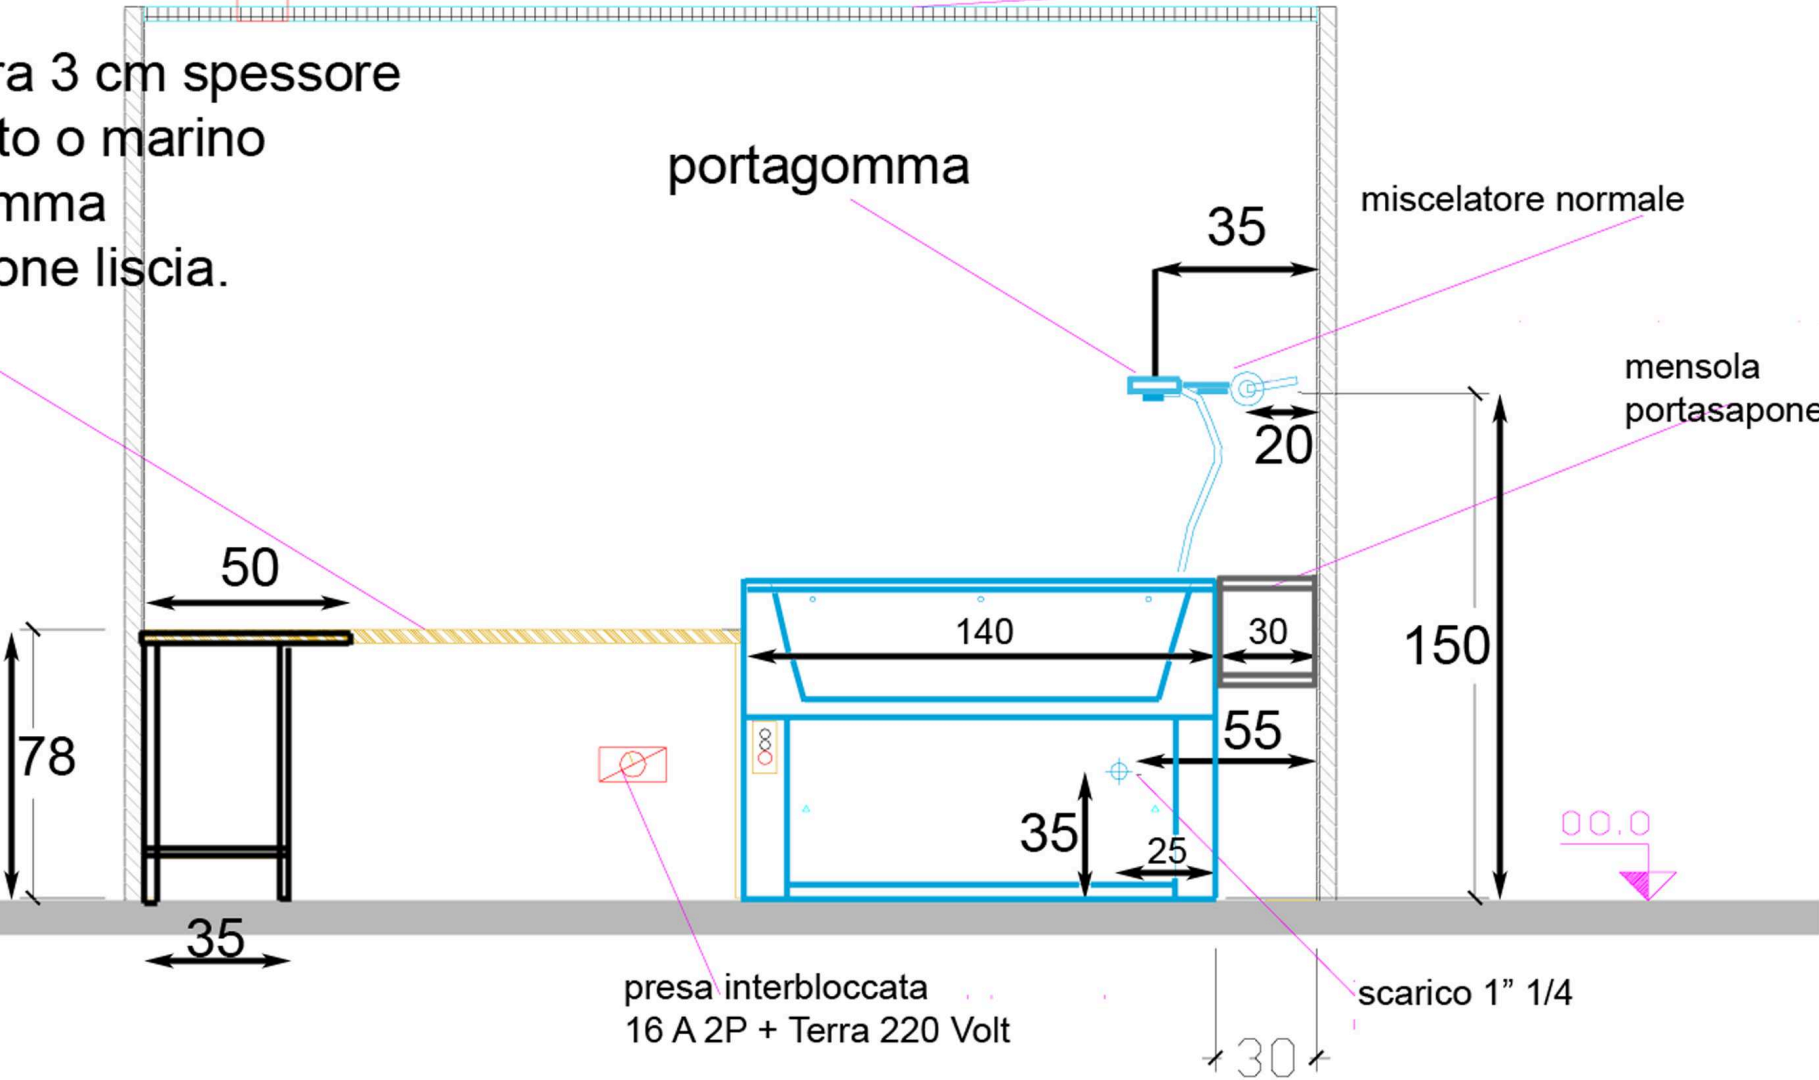 ra 3 cm spessore
to o marino
mma
one liscia.
portagomma
35
miscelatore normale
mensola
portasapone
20
50
140
30
150
78
55
35
25
00.0
35
presa interbloccata
16 A 2P + Terra 220 Volt
scarico 1” 1/4
30